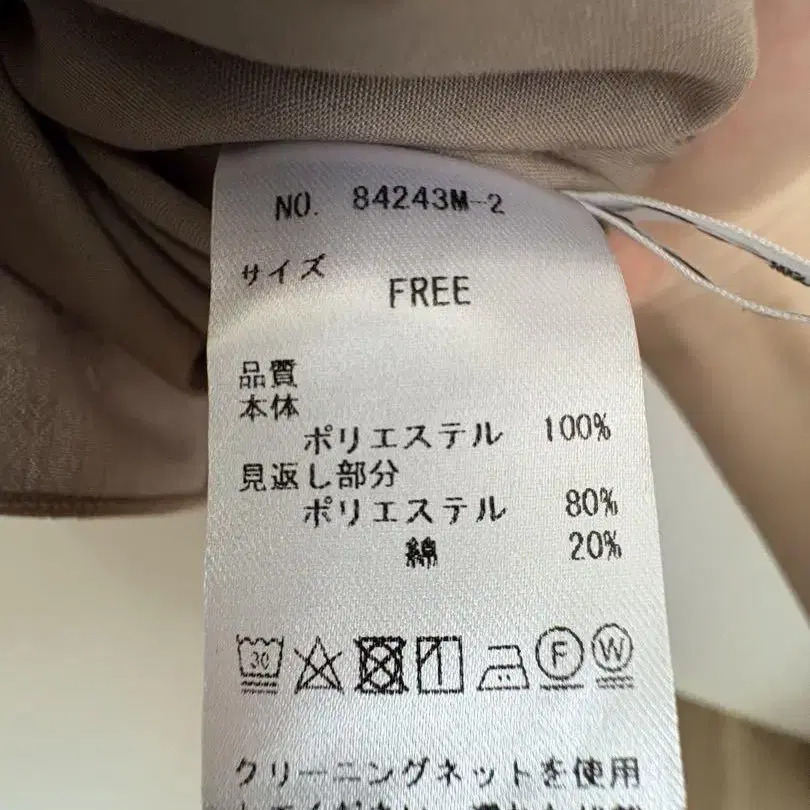 NO. 84243M-2
サイズ
FREE
品質
本体
ポリエステル 100%
見返し部分
ポリエステル 80%
綿 20%
30 F W
クリーニングネットを使用